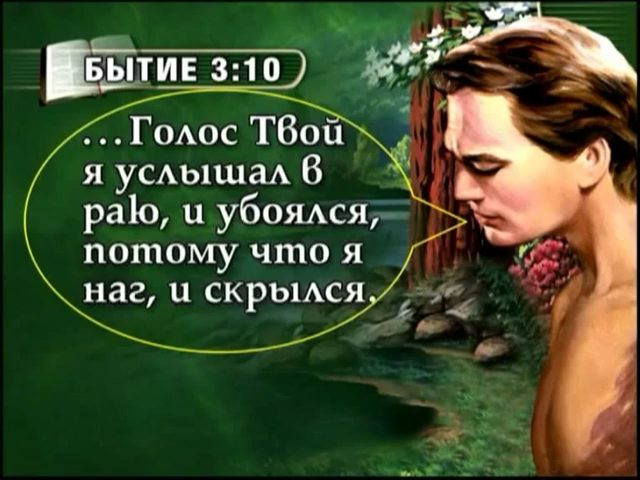 БЫТИЕ 3:10
...Голос Твой
я услышал в
раю, и убоялся,
потому что я
наг, и скрылся.